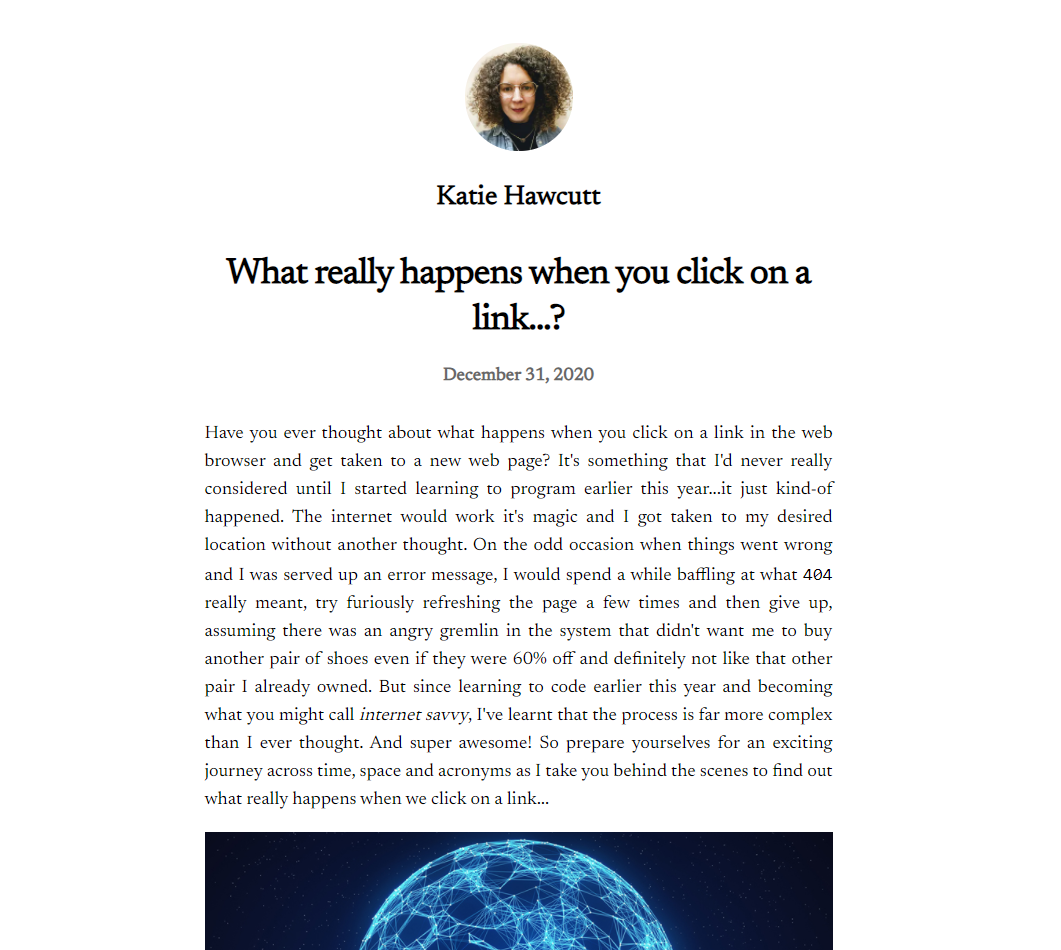 Katie Hawcutt
What really happens when you click on a
link...?
December 31, 2020
Have you ever thought about what happens when you click on a link in the web
browser and get taken to a new web page? It's something that I'd never really
considered until I started learning to program earlier this year...it just kind-of
happened. The internet would work it's magic and I got taken to my desired
location without another thought. On the odd occasion when things went wrong
and I was served up an error message, I would spend a while baffling at what 404
really meant, try furiously refreshing the page a few times and then give up,
assuming there was an angry gremlin in the system that didn't want me to buy
another pair of shoes even if they were 60% off and definitely not like that other
pair I already owned. But since learning to code earlier this year and becoming
what you might call internet savvy, I've learnt that the process is far more complex
than I ever thought. And super awesome! So prepare yourselves for an exciting
journey across time, space and acronyms as I take you behind the scenes to find out
what really happens when we click on a link...